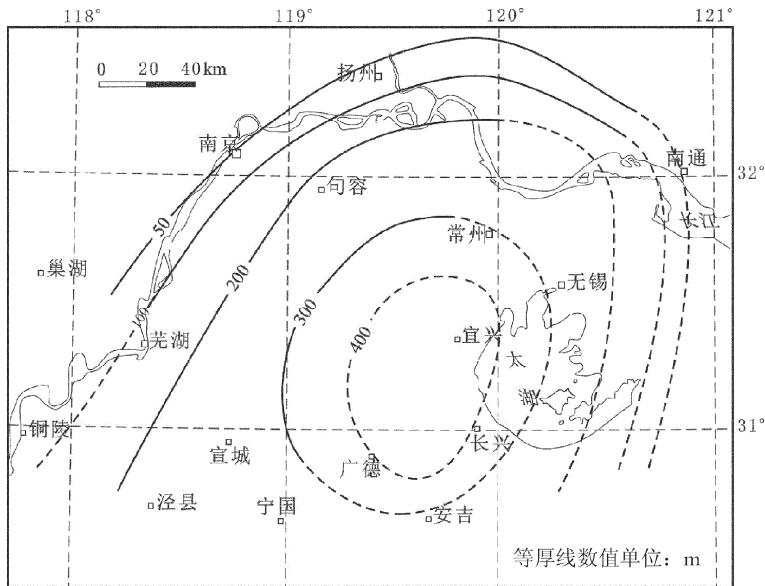 118°
119°
120°
121°
0 20 40km
扬州
南京
南通
32°
句容
50
长江
常州
巢湖
200
无锡
300
100
400
芜湖
宜兴
太
湖
铜陵
31°
长兴
宣城
广德
泾县
宁国
安吉
等厚线数值单位：m